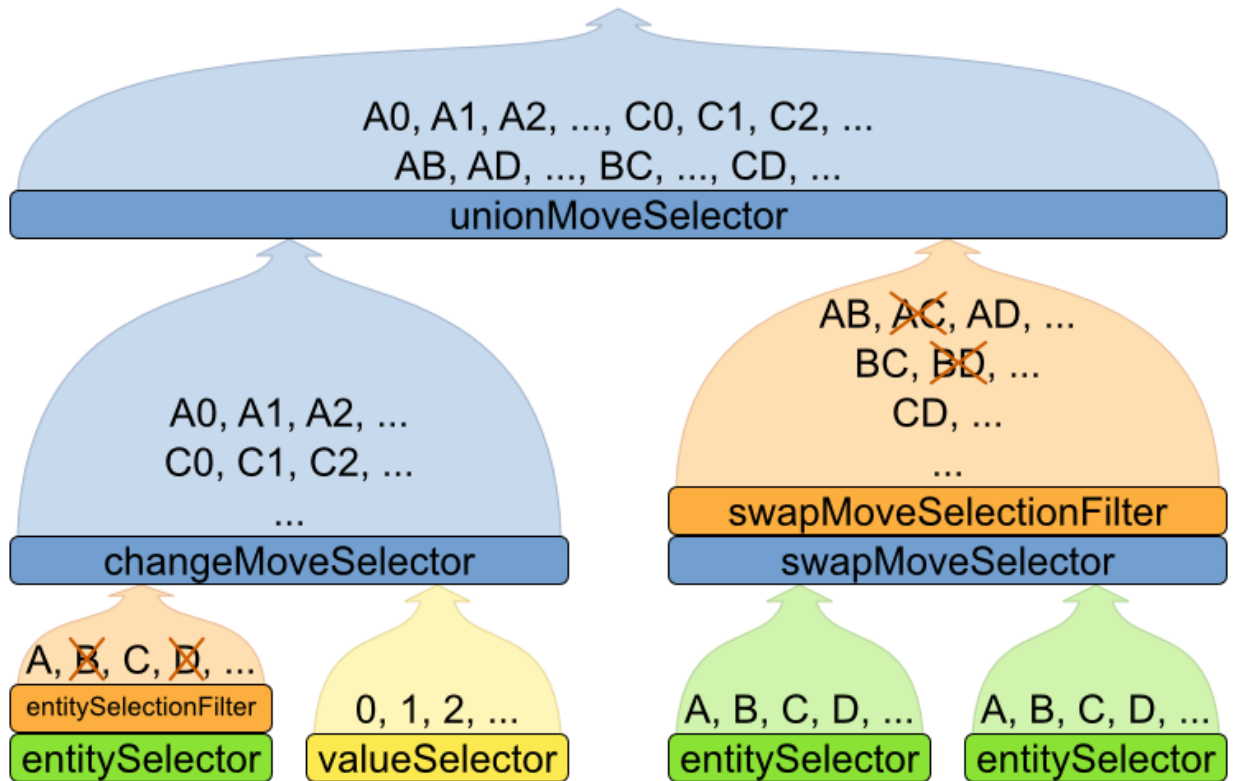 A0, A1, A2, ..., C0, C1, C2, ...
AB, AD, ..., BC, ..., CD, ...
unionMoveSelector
A0, A1, A2, ...
C0, C1, C2, ...
...
changeMoveSelector
AB, AC, AD, ...
BC, BD, ...
CD, ...
...
swapMoveSelectionFilter
swapMoveSelector
A, B, C, D, ...
entitySelectionFilter
entitySelector
0, 1, 2, ...
valueSelector
A, B, C, D, ...
entitySelector
A, B, C, D, ...
entitySelector